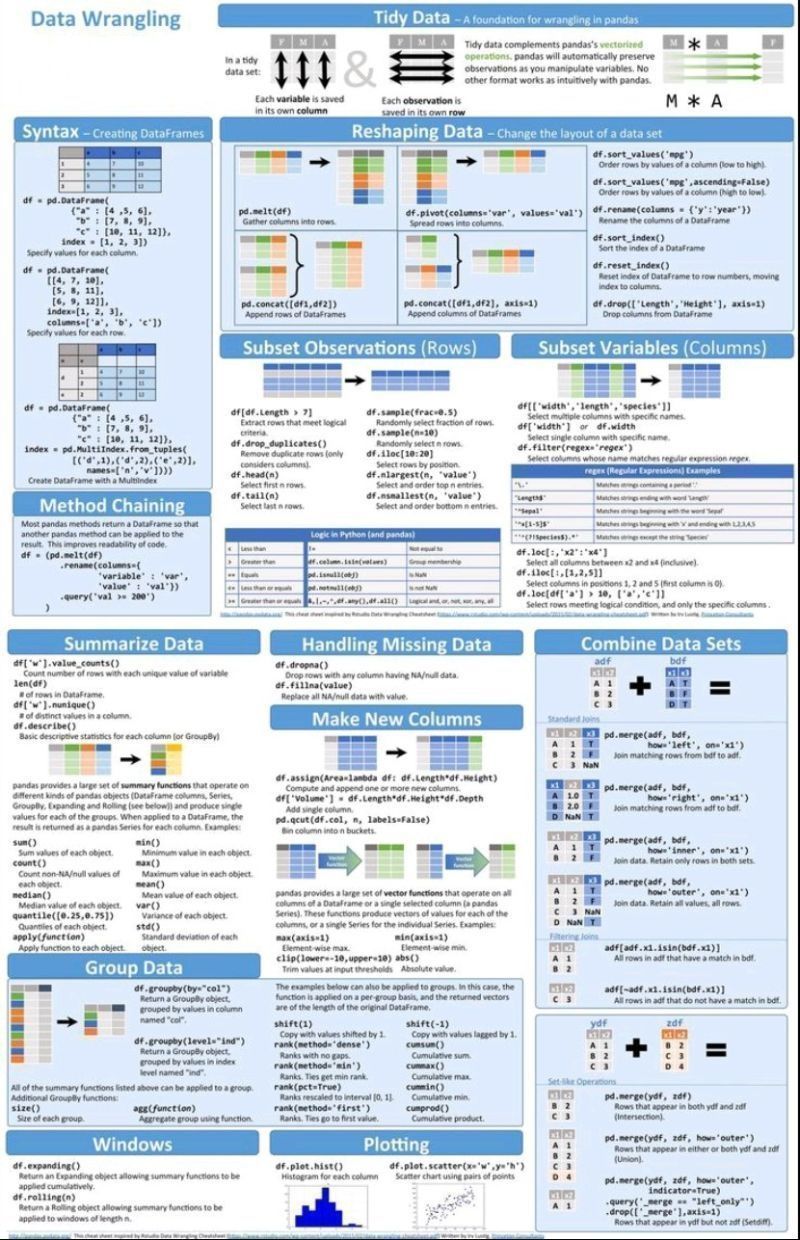 Data Wrangling
Tidy Data – A foundation for wrangling in pandas
In a tidy
data set:
F M A
F M A
&
Each variable is saved
in its own column
Each observation is
saved in its own row
Tidy data complements pandas's vectorized
operations. pandas will automatically preserve
observations as you manipulate variables. No
other format works as intuitively with pandas.
M * A F
M * A
Syntax – Creating DataFrames
a b c
1 4 7 10
2 5 8 11
3 6 9 12
df = pd.DataFrame(
{"a" : [4 ,5, 6],
"b" : [7, 8, 9],
"c" : [10, 11, 12]},
index = [1, 2, 3])
Specify values for each column.
df = pd.DataFrame(
[[4, 7, 10],
[5, 8, 11],
[6, 9, 12]],
index=[1, 2, 3],
columns=['a', 'b', 'c'])
Specify values for each row.
a b c
n v
d 1 4 7 10
2 5 8 11
e 2 6 9 12
df = pd.DataFrame(
{"a" : [4 ,5, 6],
"b" : [7, 8, 9],
"c" : [10, 11, 12]},
index = pd.MultiIndex.from_tuples(
[('d',1),('d',2),('e',2)],
names=['n','v'])))
Create DataFrame with a MultiIndex
Method Chaining
Most pandas methods return a DataFrame so that
another pandas method can be applied to the
result. This improves readability of code.
df = (pd.melt(df)
.rename(columns={
'variable' : 'var',
'value' : 'val'})
.query('val >= 200')
)
Reshaping Data – Change the layout of a data set
pd.melt(df)
Gather columns into rows.
df.pivot(columns='var', values='val')
Spread rows into columns.
pd.concat([df1,df2])
Append rows of DataFrames
pd.concat([df1,df2], axis=1)
Append columns of DataFrames
df.sort_values('mpg')
Order rows by values of a column (low to high).
df.sort_values('mpg',ascending=False)
Order rows by values of a column (high to low).
df.rename(columns = {'y':'year'})
Rename the columns of a DataFrame
df.sort_index()
Sort the index of a DataFrame
df.reset_index()
Reset index of DataFrame to row numbers, moving
index to columns.
df.drop(['Length','Height'], axis=1)
Drop columns from DataFrame
Subset Observations (Rows)
df[df.Length > 7]
Extract rows that meet logical
criteria.
df.drop_duplicates()
Remove duplicate rows (only
considers columns).
df.head(n)
Select first n rows.
df.tail(n)
Select last n rows.
df.sample(frac=0.5)
Randomly select fraction of rows.
df.sample(n=10)
Randomly select n rows.
df.iloc[10:20]
Select rows by position.
df.nlargest(n, 'value')
Select and order top n entries.
df.nsmallest(n, 'value')
Select and order bottom n entries.
Logic in Python (and pandas)
< Less than != Not equal to
> Greater than df.column.isin(values) Group membership
== Equals pd.isnull(obj) Is NaN
<= Less than or equals pd.notnull(obj) Is not NaN
>= Greater than or equals &,|,~,^,df.any(),df.all() Logical and, or, not, xor, any, all
Subset Variables (Columns)
df[['width','length','species']]
Select multiple columns with specific names.
df['width'] or df.width
Select single column with specific name.
df.filter(regex='regex')
Select columns whose name matches regular expression regex.
regex (Regular Expressions) Examples
'\.' Matches strings containing a period '.'
'Length$' Matches strings ending with word 'Length'
'^Sepal' Matches strings beginning with the word 'Sepal'
'^x[1-5]$' Matches strings beginning with 'x' and ending with 1,2,3,4,5
'^(?!Species$).*' Matches strings except the string 'Species'
df.loc[:,'x2':'x4']
Select all columns between x2 and x4 (inclusive).
df.iloc[:,[1,2,5]]
Select columns in positions 1, 2 and 5 (first column is 0).
df.loc[df['a'] > 10, ['a','c']]
Select rows meeting logical condition, and only the specific columns .
http://pandas.pydata.org/ This cheat sheet inspired by Rstudio Data Wrangling Cheatsheet (https://www.rstudio.com/wp-content/uploads/2015/02/data-wrangling-cheatsheet.pdf) Written by Irv Lustig, Princeton Consultants
Summarize Data
df['w'].value_counts()
Count number of rows with each unique value of variable
len(df)
# of rows in DataFrame.
df['w'].nunique()
# of distinct values in a column.
df.describe()
Basic descriptive statistics for each column (or GroupBy)
pandas provides a large set of summary functions that operate on
different kinds of pandas objects (DataFrame columns, Series,
GroupBy, Expanding and Rolling (see below)) and produce single
values for each of the groups. When applied to a DataFrame, the
result is returned as a pandas Series for each column. Examples:
sum()
Sum values of each object.
count()
Count non-NA/null values of
each object.
median()
Median value of each object.
quantile([0.25,0.75])
Quantiles of each object.
apply(function)
Apply function to each object.
min()
Minimum value in each object.
max()
Maximum value in each object.
mean()
Mean value of each object.
var()
Variance of each object.
std()
Standard deviation of each
object.
Handling Missing Data
df.dropna()
Drop rows with any column having NA/null data.
df.fillna(value)
Replace all NA/null data with value.
Make New Columns
df.assign(Area=lambda df: df.Length*df.Height)
Compute and append one or more new columns.
df['Volume'] = df.Length*df.Height*df.Depth
Add single column.
pd.qcut(df.col, n, labels=False)
Bin column into n buckets.
Vector
function
Vector
function
pandas provides a large set of vector functions that operate on all
columns of a DataFrame or a single selected column (a pandas
Series). These functions produce vectors of values for each of the
columns, or a single Series for the individual Series. Examples:
max(axis=1)
Element-wise max.
clip(lower=-10,upper=10)
Trim values at input thresholds
min(axis=1)
Element-wise min.
abs()
Absolute value.
Group Data
df.groupby(by="col")
Return a GroupBy object,
grouped by values in column
named "col".
df.groupby(level="ind")
Return a GroupBy object,
grouped by values in index
level named "ind".
All of the summary functions listed above can be applied to a group.
Additional GroupBy functions:
size()
Size of each group.
agg(function)
Aggregate group using function.
The examples below can also be applied to groups. In this case, the
function is applied on a per-group basis, and the returned vectors
are of the length of the original DataFrame.
shift(1)
Copy with values shifted by 1.
rank(method='dense')
Ranks with no gaps.
rank(method='min')
Ranks. Ties get min rank.
rank(pct=True)
Ranks rescaled to interval [0, 1].
rank(method='first')
Ranks. Ties go to first value.
shift(-1)
Copy with values lagged by 1.
cumsum()
Cumulative sum.
cummax()
Cumulative max.
cummin()
Cumulative min.
cumprod()
Cumulative product.
Windows
df.expanding()
Return an Expanding object allowing summary functions to be
applied cumulatively.
df.rolling(n)
Return a Rolling object allowing summary functions to be
applied to windows of length n.
Plotting
df.plot.hist()
Histogram for each column
df.plot.scatter(x='w',y='h')
Scatter chart using pairs of points
Combine Data Sets
adf bdf
x1 x2 x1 x3
A 1 A T
B 2 B F
C 3 D T
+ =
Standard Joins
x1 x2 x3
A 1 T
B 2 F
C 3 NaN
pd.merge(adf, bdf,
how='left', on='x1')
Join matching rows from bdf to adf.
x1 x2 x3
A 1.0 T
B 2.0 F
D NaN T
pd.merge(adf, bdf,
how='right', on='x1')
Join matching rows from adf to bdf.
x1 x2 x3
A 1 T
B 2 F
pd.merge(adf, bdf,
how='inner', on='x1')
Join data. Retain only rows in both sets.
x1 x2 x3
A 1 T
B 2 F
C 3 NaN
D NaN T
pd.merge(adf, bdf,
how='outer', on='x1')
Join data. Retain all values, all rows.
Filtering Joins
x1 x2
A 1
B 2
adf[adf.x1.isin(bdf.x1)]
All rows in adf that have a match in bdf.
x1 x2
C 3
adf[~adf.x1.isin(bdf.x1)]
All rows in adf that do not have a match in bdf.
ydf zdf
x1 x2 x1 x2
A 1 B 2
B 2 C 3
C 3 D 4
+ =
Set-like Operations
x1 x2
B 2
C 3
pd.merge(ydf, zdf)
Rows that appear in both ydf and zdf
(Intersection).
x1 x2
A 1
B 2
C 3
D 4
pd.merge(ydf, zdf, how='outer')
Rows that appear in either or both ydf and zdf
(Union).
x1 x2
A 1
pd.merge(ydf, zdf, how='outer',
indicator=True)
.query('_merge == "left_only"')
.drop(['_merge'],axis=1)
Rows that appear in ydf but not zdf (Setdiff).
http://pandas.pydata.org/ This cheat sheet inspired by Rstudio Data Wrangling Cheatsheet (https://www.rstudio.com/wp-content/uploads/2015/02/data-wrangling-cheatsheet.pdf) Written by Irv Lustig, Princeton Consultants